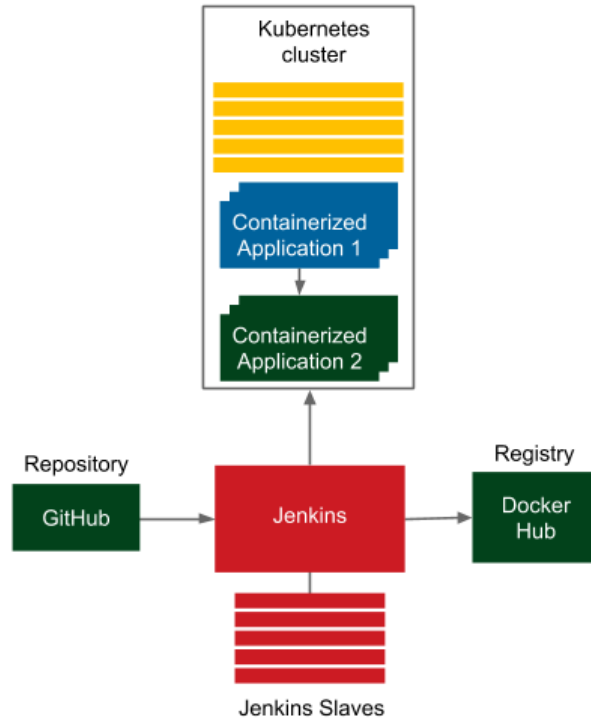 Kubernetes
cluster
Containerized
Application 1
Containerized
Application 2
Repository
GitHub
Jenkins
Registry
Docker
Hub
Jenkins Slaves